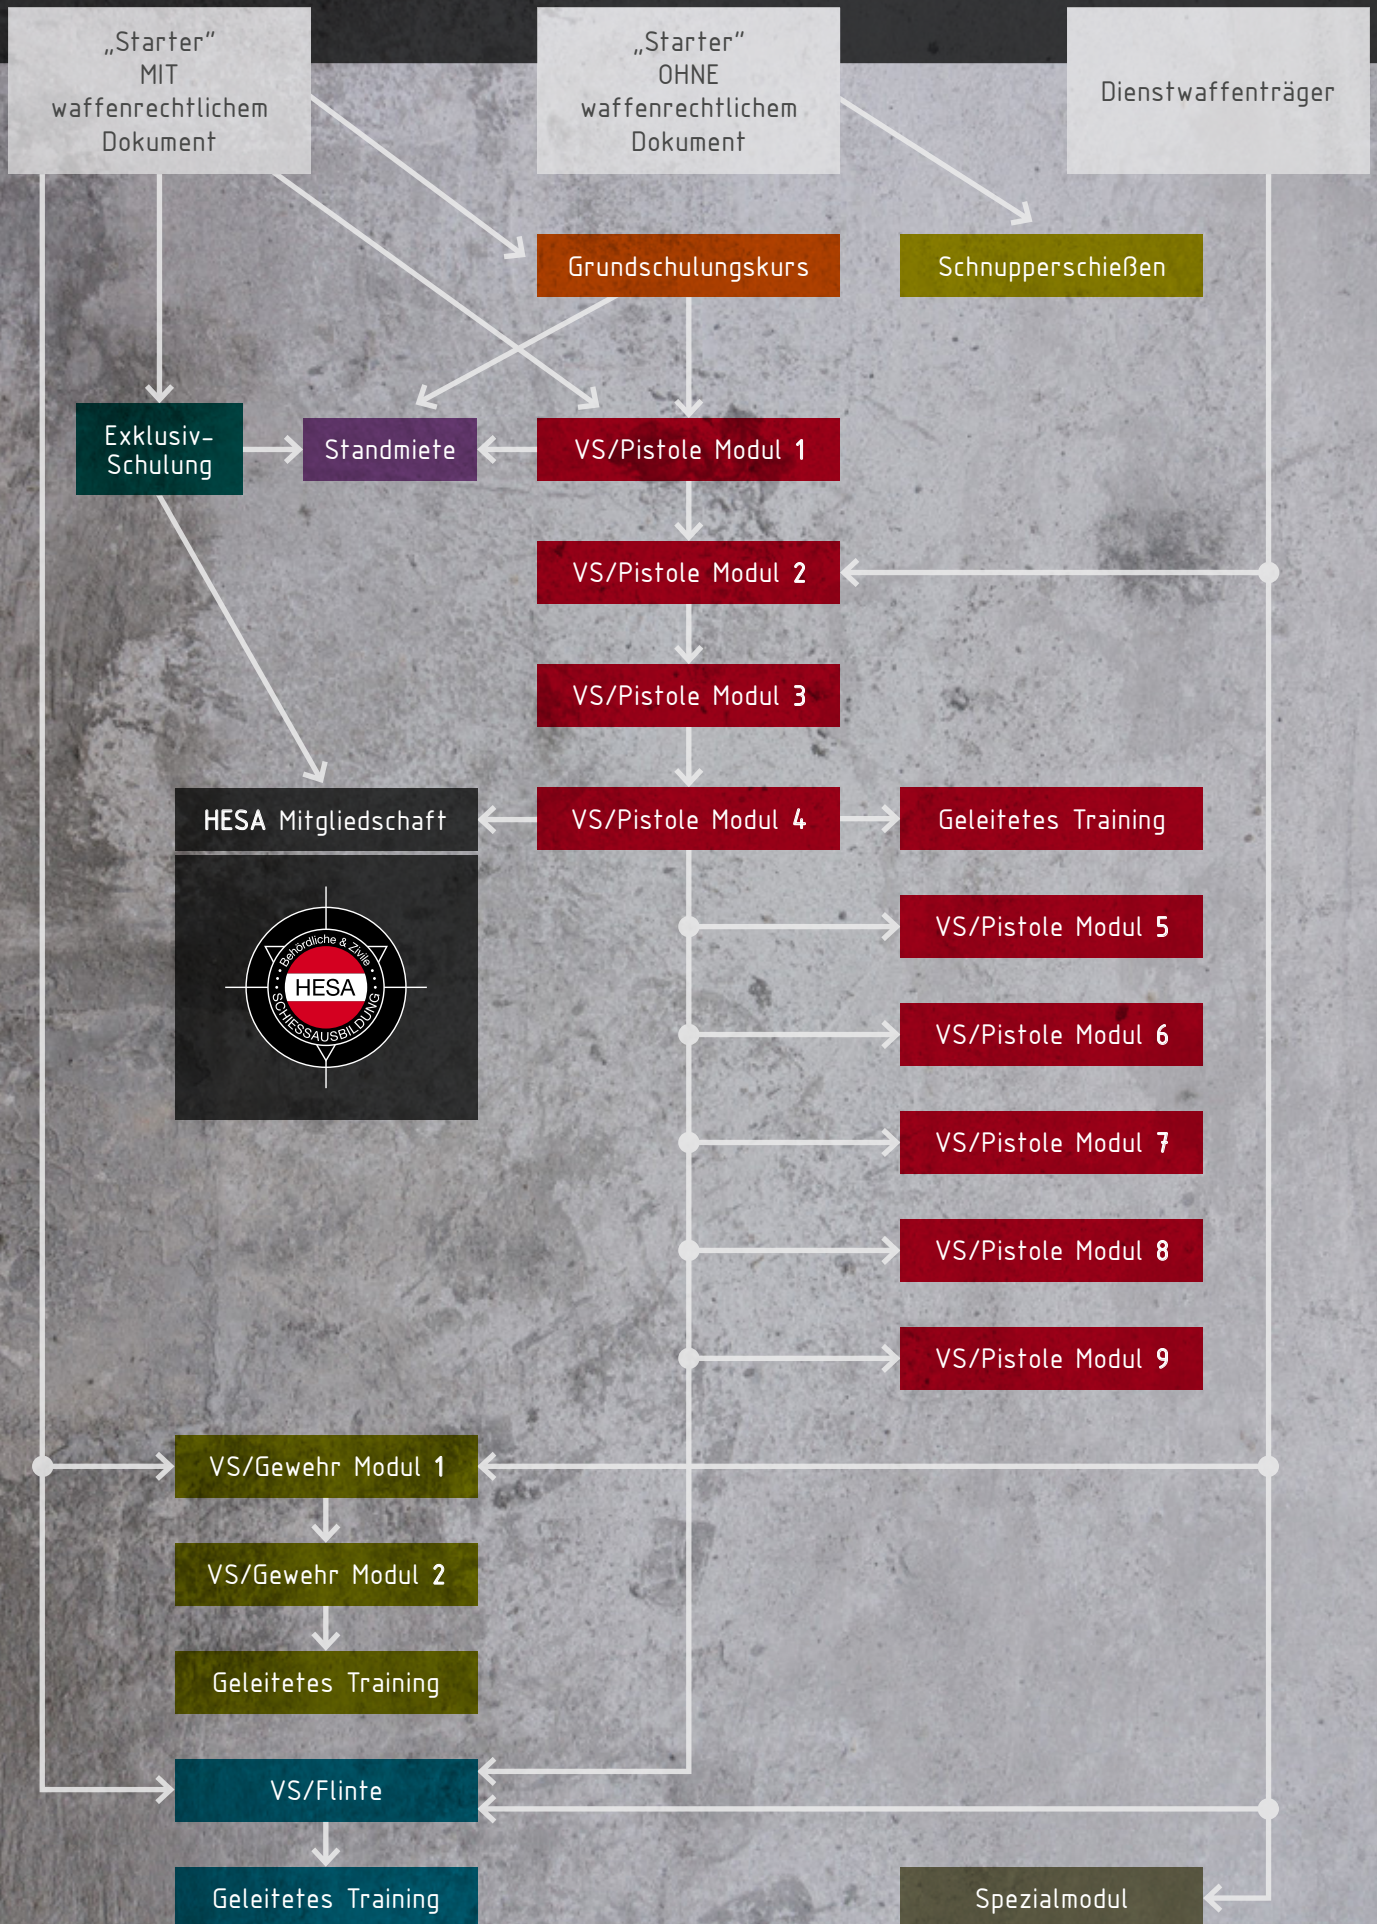 „Starter“
MIT
waffenrechtlichem
Dokument
„Starter“
OHNE
waffenrechtlichem
Dokument
Dienstwaffenträger
Grundschulungskurs
Schnupperschießen
Exklusiv-
Schulung
Standmiete
VS/Pistole Modul 1
VS/Pistole Modul 2
VS/Pistole Modul 3
HESA Mitgliedschaft
VS/Pistole Modul 4
Geleitetes Training
Behördliche & Zivile
HESA
SCHIESSAUSBILDUNG
VS/Pistole Modul 5
VS/Pistole Modul 6
VS/Pistole Modul 7
VS/Pistole Modul 8
VS/Pistole Modul 9
VS/Gewehr Modul 1
VS/Gewehr Modul 2
Geleitetes Training
VS/Flinte
Geleitetes Training
Spezialmodul